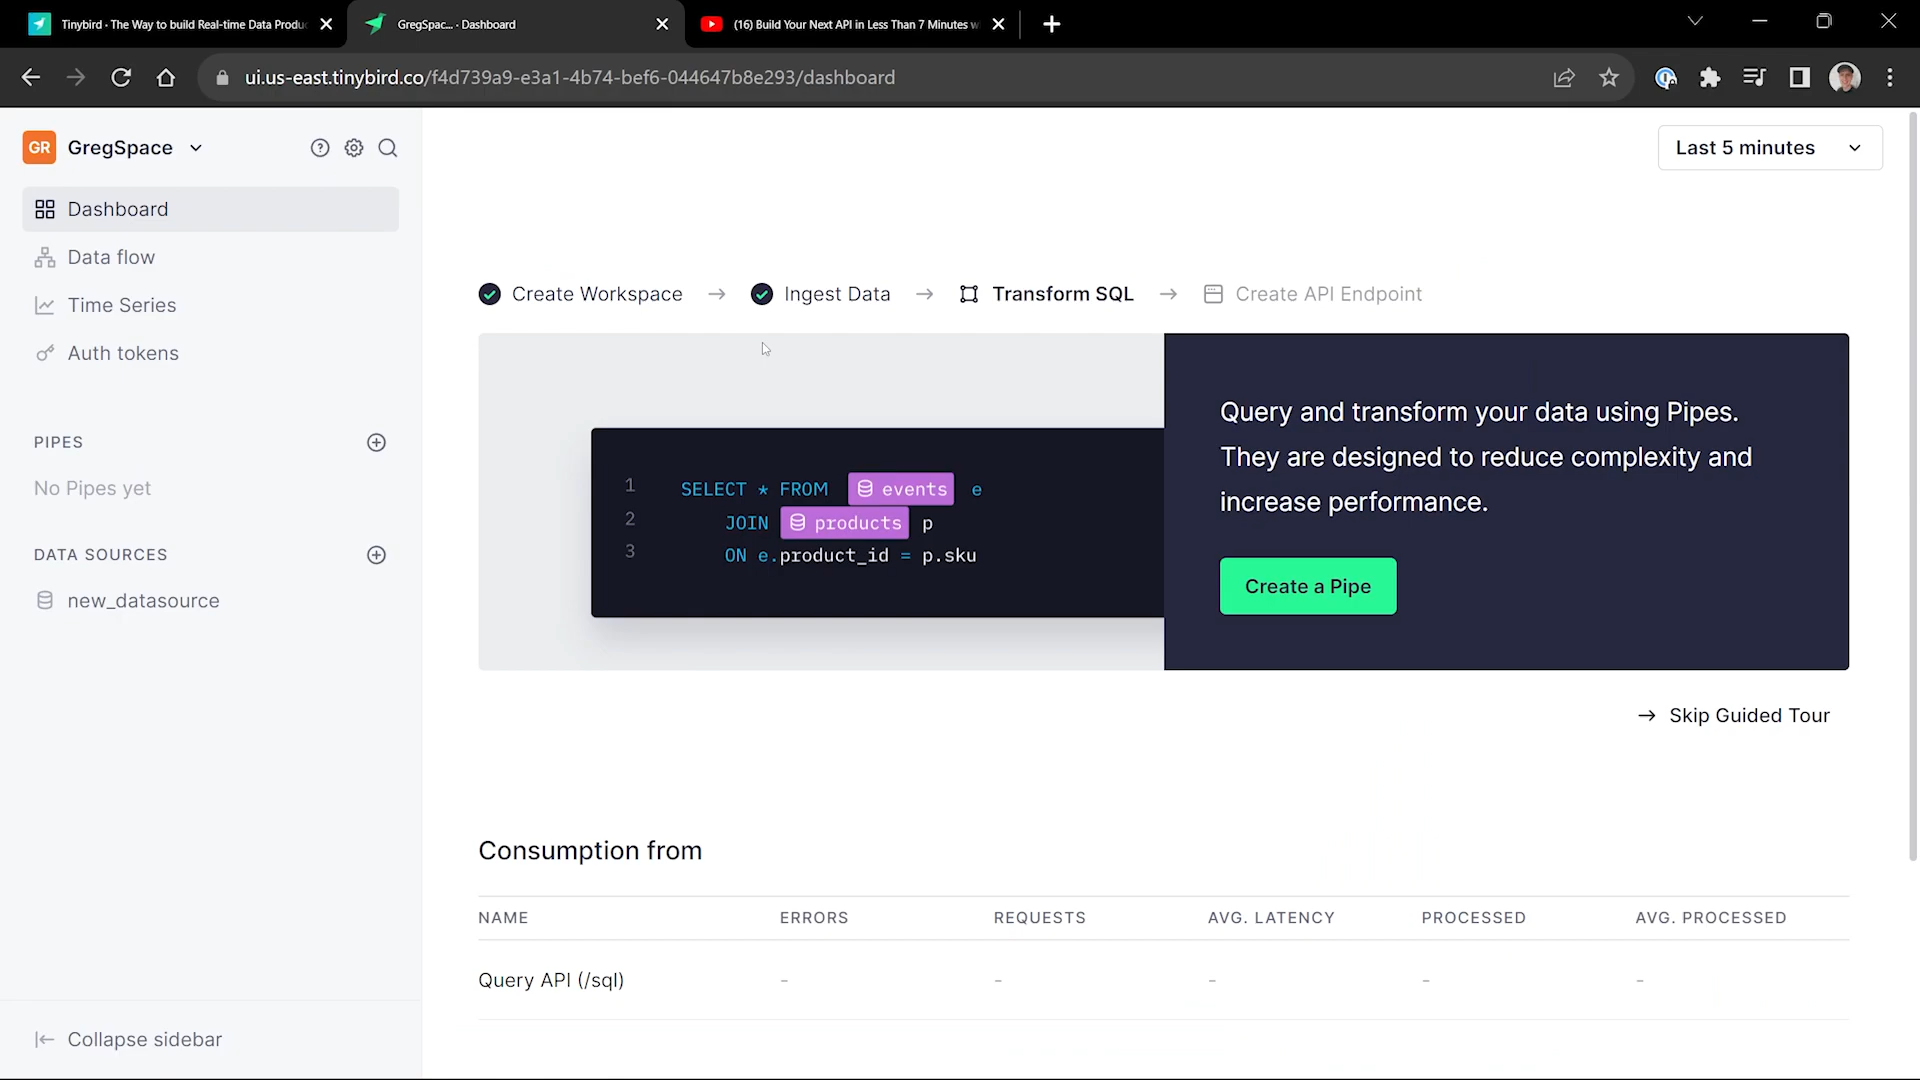 Tinybird · The Way to build Real-time Data Produ
GregSpac... · Dashboard
(16) Build Your Next API in Less Than 7 Minutes w
ui.us-east.tinybird.co/f4d739a9-e3a1-4b74-bef6-044647b8e293/dashboard
GR
GregSpace
Last 5 minutes
Dashboard
Data flow
Time Series
Auth tokens
PIPES
No Pipes yet
DATA SOURCES
new_datasource
Collapse sidebar
Create Workspace → Ingest Data → Transform SQL → Create API Endpoint
1 SELECT * FROM events e
2 JOIN products p
3 ON e.product_id = p.sku
Query and transform your data using Pipes.
They are designed to reduce complexity and
increase performance.
Create a Pipe
→ Skip Guided Tour
Consumption from
NAME ERRORS REQUESTS AVG. LATENCY PROCESSED AVG. PROCESSED
Query API (/sql) - - - - -